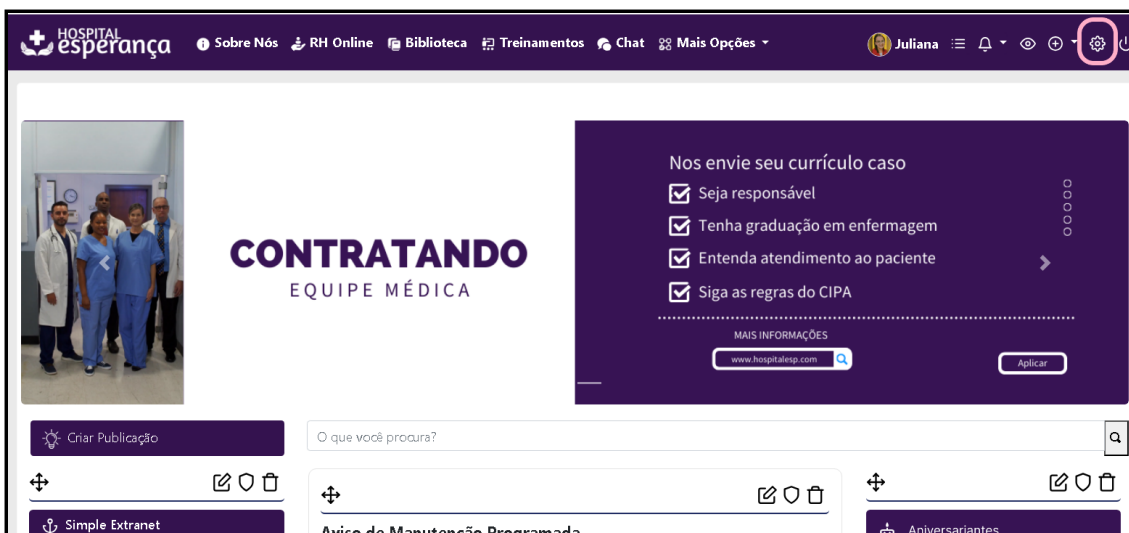 HOSPITAL
esperança
Sobre Nós RH Online Biblioteca Treinamentos Chat Mais Opções Juliana
CONTRATANDO
EQUIPE MÉDICA
Nos envie seu currículo caso
Seja responsável
Tenha graduação em enfermagem
Entenda atendimento ao paciente
Siga as regras do CIPA
MAIS INFORMAÇÕES
www.hospitalesp.com
Aplicar
Criar Publicação
O que você procura?
Simple Extranet
Aviso de Manutenção Programada
Aniversariantes